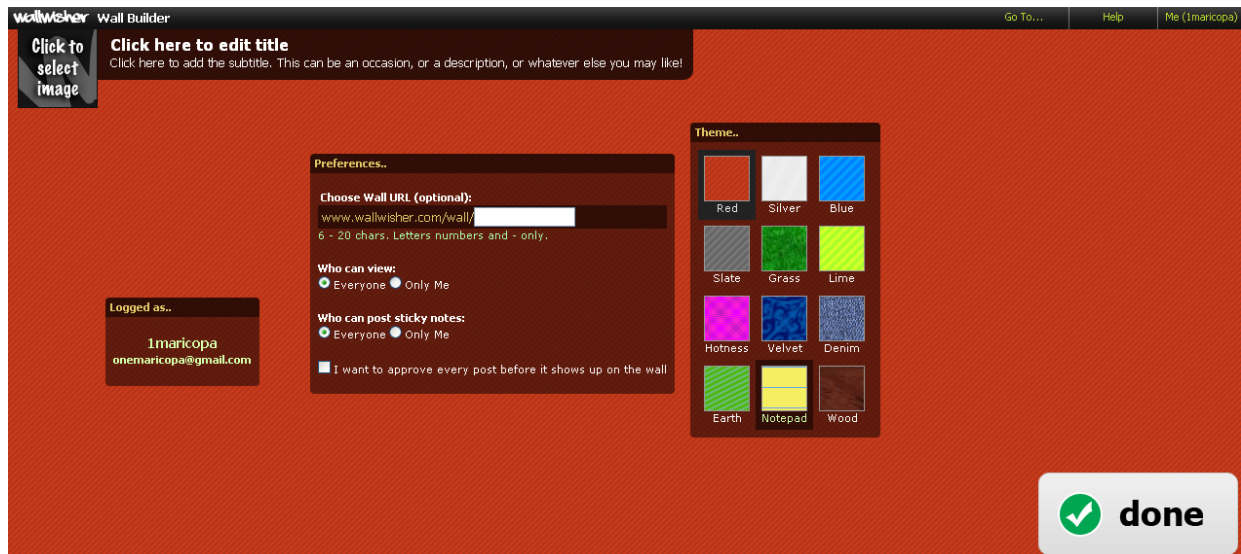 wallwisher Wall Builder
Go To... Help Me (1maricopa)
Click to
select
image
Click here to edit title
Click here to add the subtitle. This can be an occasion, or a description, or whatever else you may like!
Preferences..
Choose Wall URL (optional):
www.wallwisher.com/wall/
6 - 20 chars. Letters numbers and - only.
Who can view:
Everyone Only Me
Who can post sticky notes:
Everyone Only Me
I want to approve every post before it shows up on the wall
Logged as..
1maricopa
onemaricopa@gmail.com
Theme..
Red Silver Blue
Slate Grass Lime
Hotness Velvet Denim
Earth Notepad Wood
done